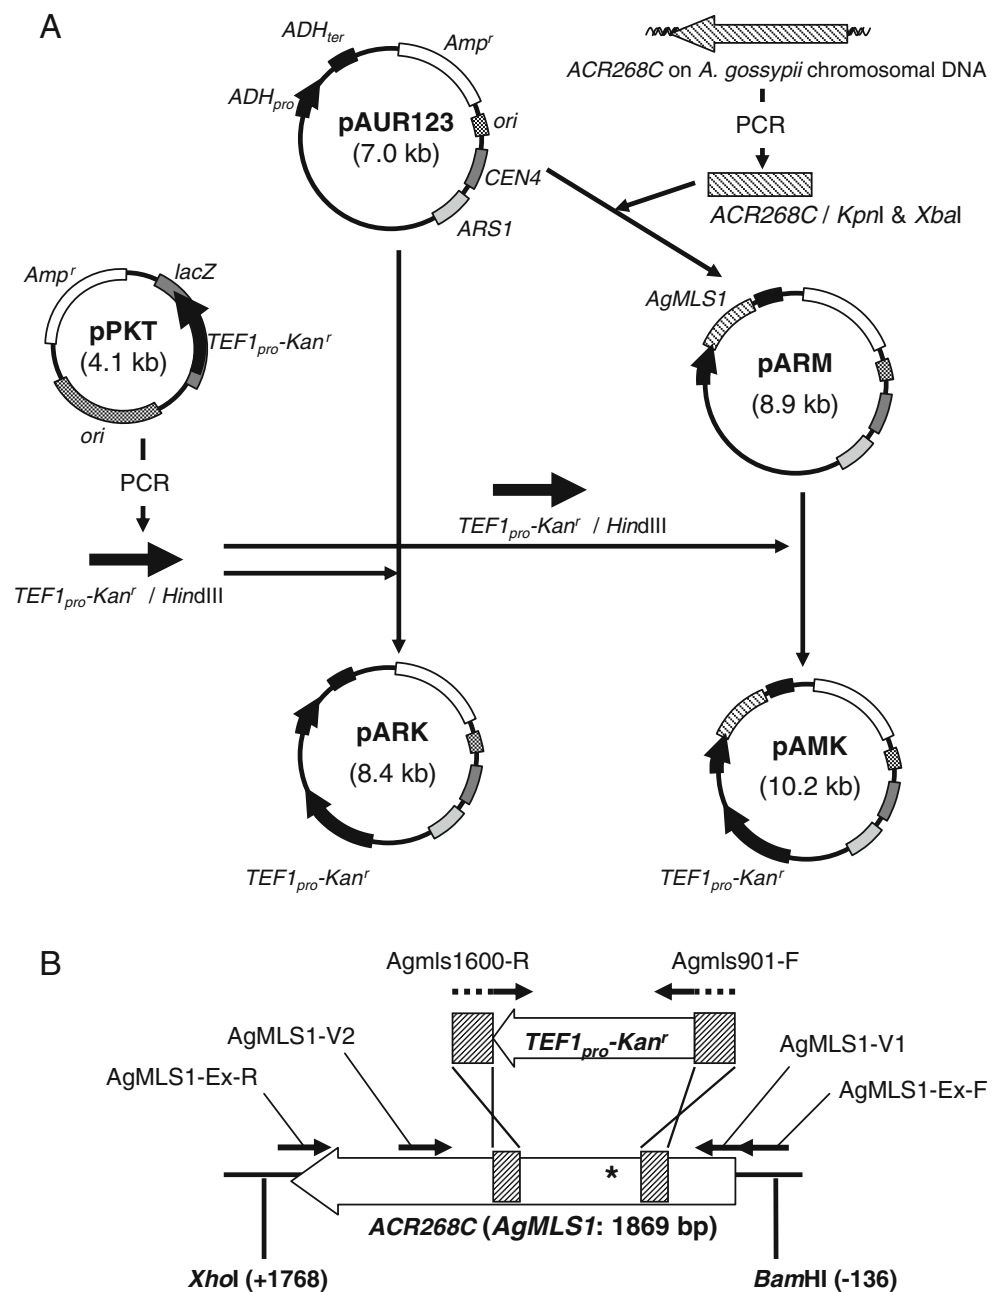 A
ADHter
Ampr
ADHpro
pAUR123
(7.0 kb)
ori
CEN4
ARS1
ACR268C on A. gossypii chromosomal DNA
PCR
ACR268C / KpnI & XbaI
Ampr
lacZ
pPKT
(4.1 kb)
TEF1pro-Kanr
ori
PCR
TEF1pro-Kanr / HindIII
AgMLS1
pARM
(8.9 kb)
TEF1pro-Kanr / HindIII
pARK
(8.4 kb)
TEF1pro-Kanr
pAMK
(10.2 kb)
TEF1pro-Kanr
B
Agmls1600-R
Agmls901-F
TEF1pro-Kanr
AgMLS1-V2
AgMLS1-V1
AgMLS1-Ex-R
AgMLS1-Ex-F
*
ACR268C (AgMLS1: 1869 bp)
XhoI (+1768)
BamHI (-136)